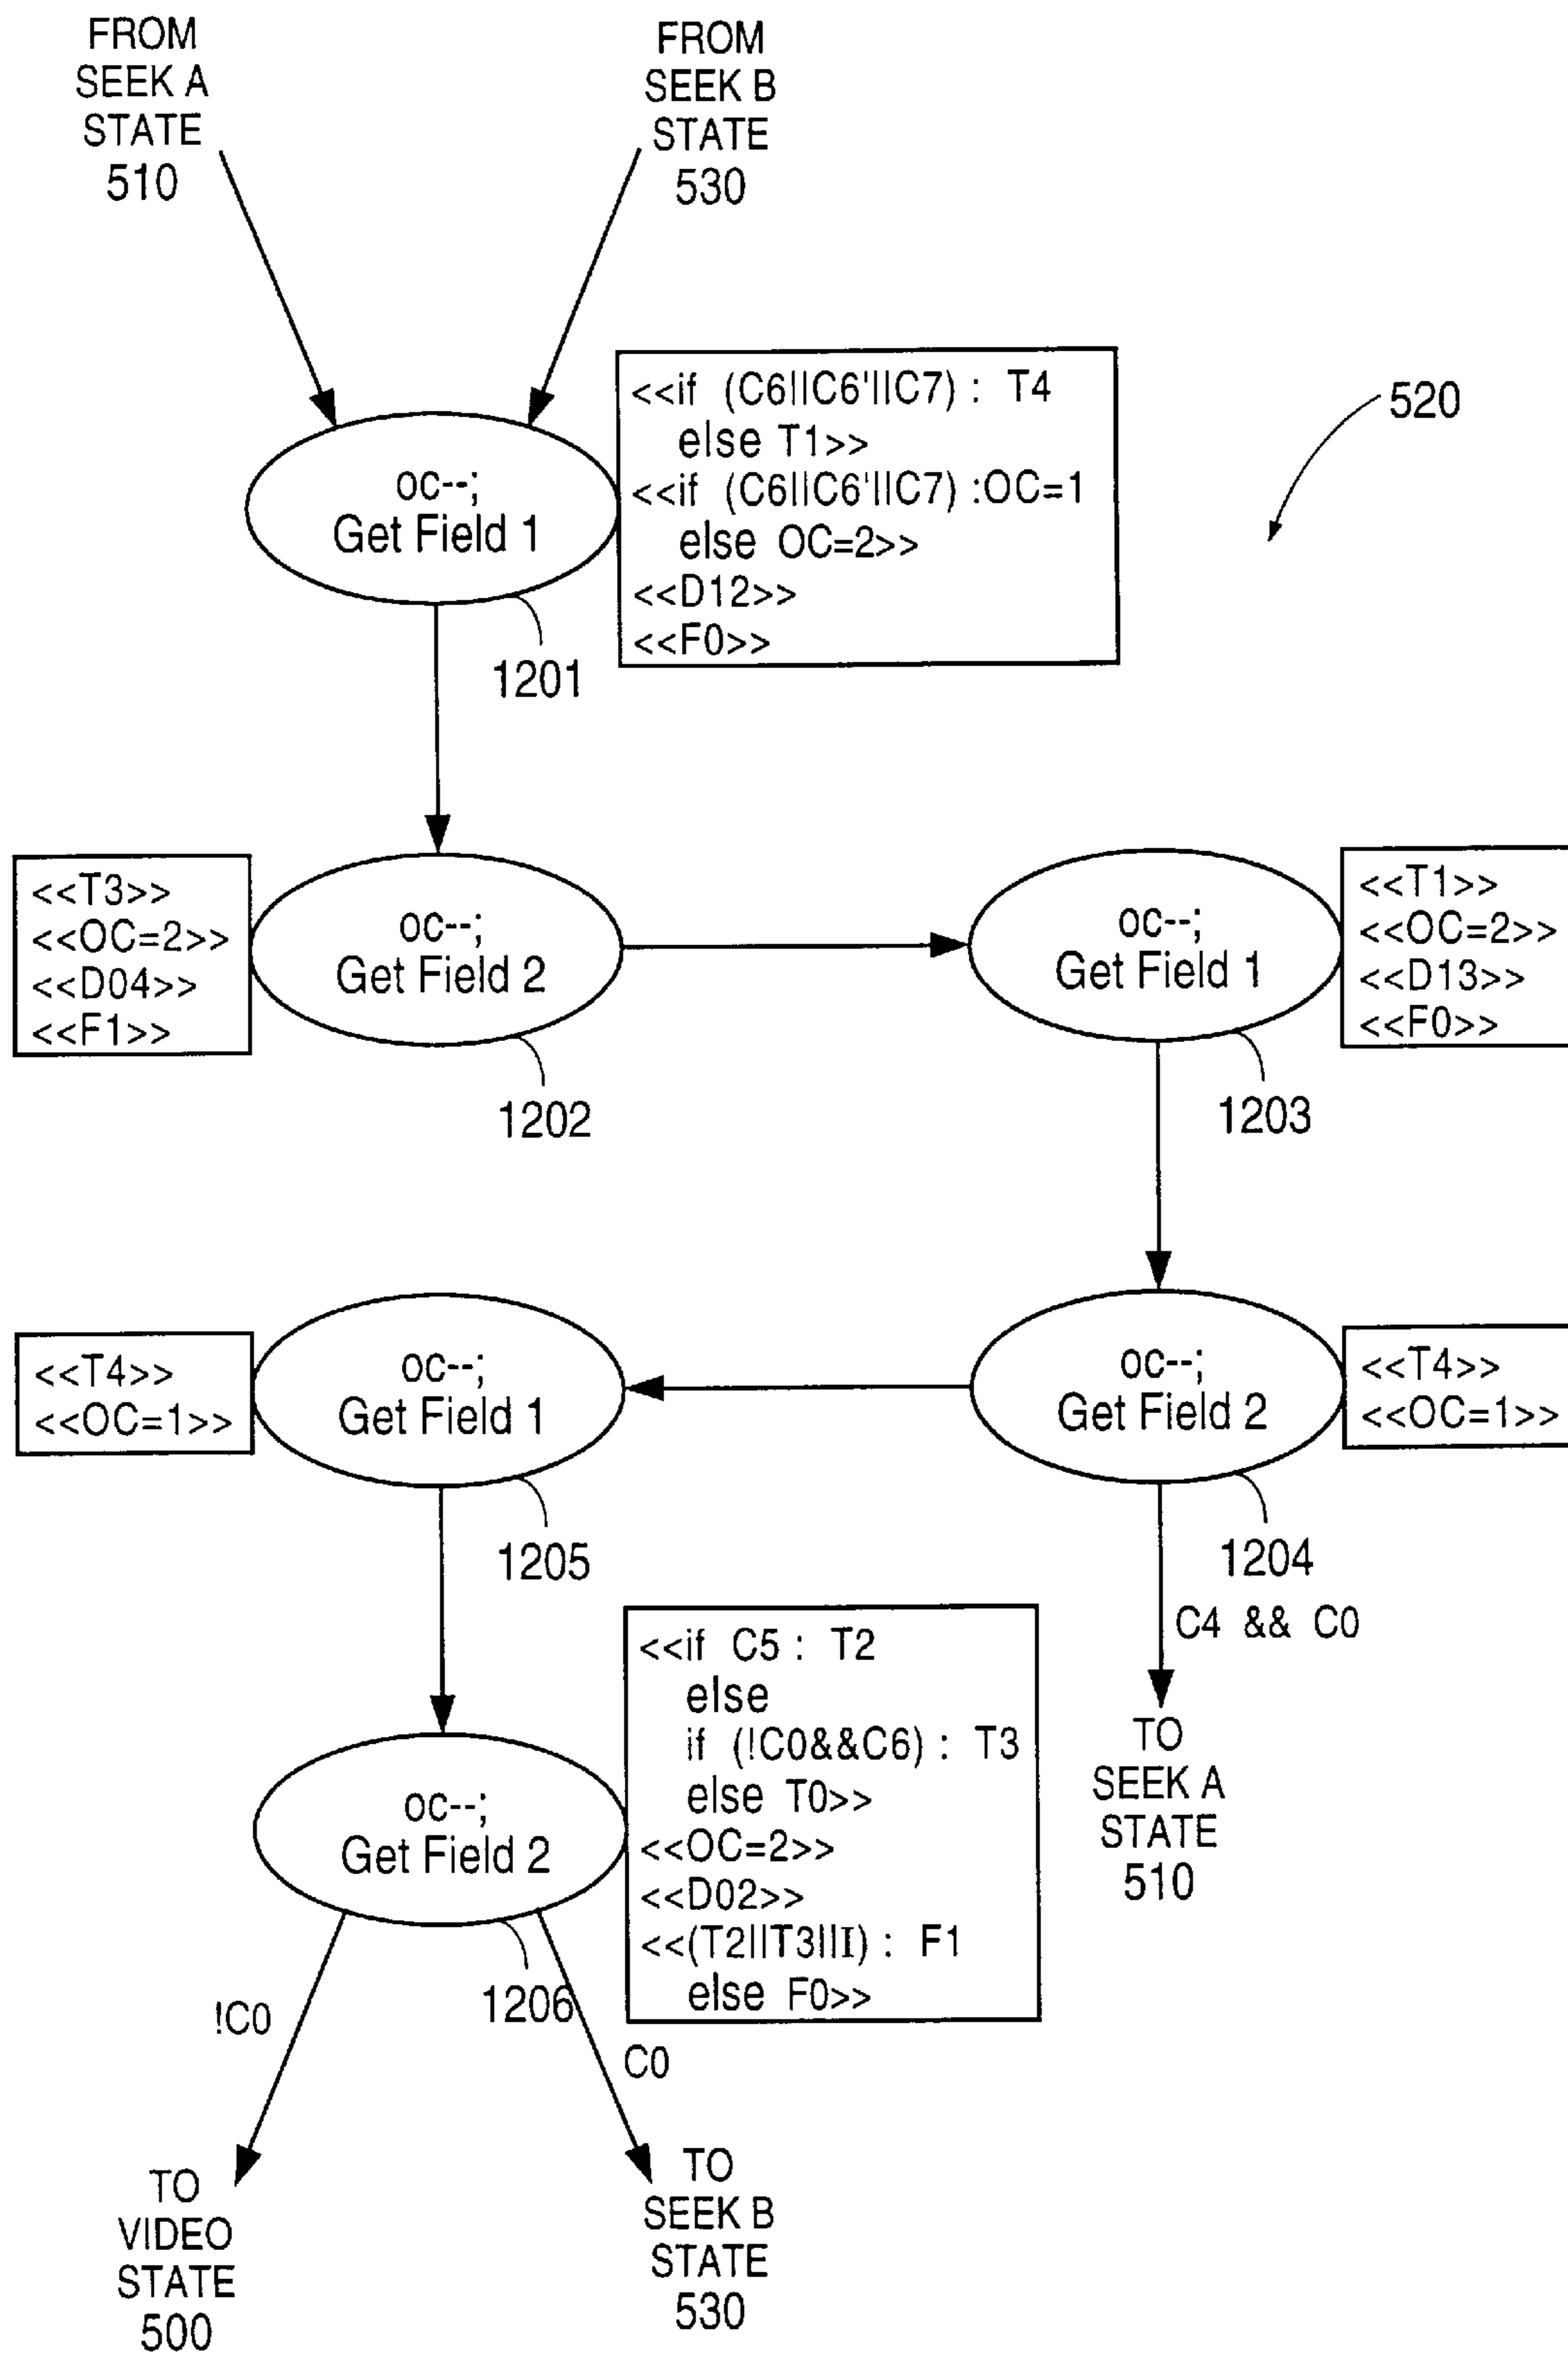 FROM
SEEK A
STATE
510
FROM
SEEK B
STATE
530
520
oc--;
Get Field 1
<<if (C6||C6'||C7) : T4
else T1>>
<<if (C6||C6'||C7) :OC=1
else OC=2>>
<<D12>>
<<F0>>
1201
<<T3>>
<<OC=2>>
<<D04>>
<<F1>>
oc--;
Get Field 2
1202
oc--;
Get Field 1
<<T1>>
<<OC=2>>
<<D13>>
<<F0>>
1203
<<T4>>
<<OC=1>>
oc--;
Get Field 1
1205
oc--;
Get Field 2
<<T4>>
<<OC=1>>
1204
C4 && C0
TO
SEEK A
STATE
510
oc--;
Get Field 2
<<if C5 : T2
else
if (!C0&&C6) : T3
else T0>>
<<OC=2>>
<<D02>>
<<(T2||T3||I) : F1
else F0>>
1206
!C0
C0
TO
VIDEO
STATE
500
TO
SEEK B
STATE
530